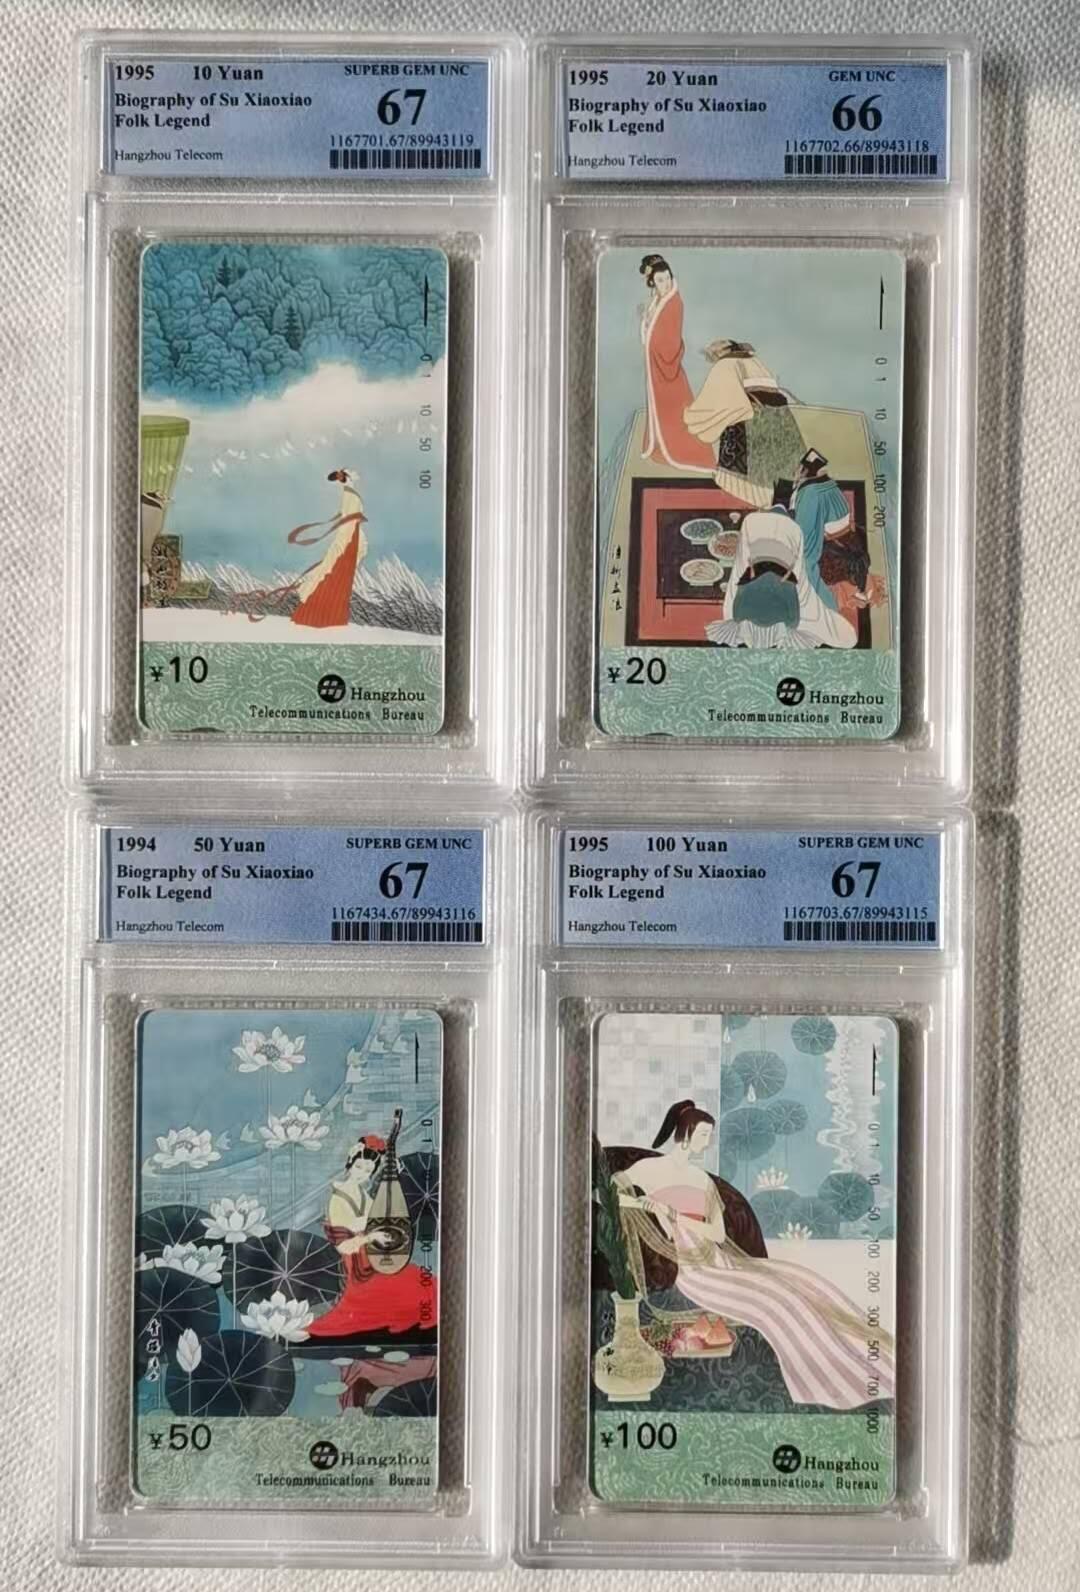 1995 10 Yuan SUPERB GEM UNC
Biography of Su Xiaoxiao 67
Folk Legend
1167701.67/89943119
Hangzhou Telecom
0 1 10 50 100
¥10
Hangzhou
Telecommunications Bureau
1995 20 Yuan GEM UNC
Biography of Su Xiaoxiao 66
Folk Legend
1167702.66/89943118
Hangzhou Telecom
0 1 10 50 100 200
¥20
Hangzhou
Telecommunications Bureau
1994 50 Yuan SUPERB GEM UNC
Biography of Su Xiaoxiao 67
Folk Legend
1167434.67/89943116
Hangzhou Telecom
0 1 100 200 300
¥50
Hangzhou
Telecommunications Bureau
1995 100 Yuan SUPERB GEM UNC
Biography of Su Xiaoxiao 67
Folk Legend
1167703.67/89943115
Hangzhou Telecom
0 1 10 50 100 200 300 500 700 1000
¥100
Hangzhou
Telecommunications Bureau